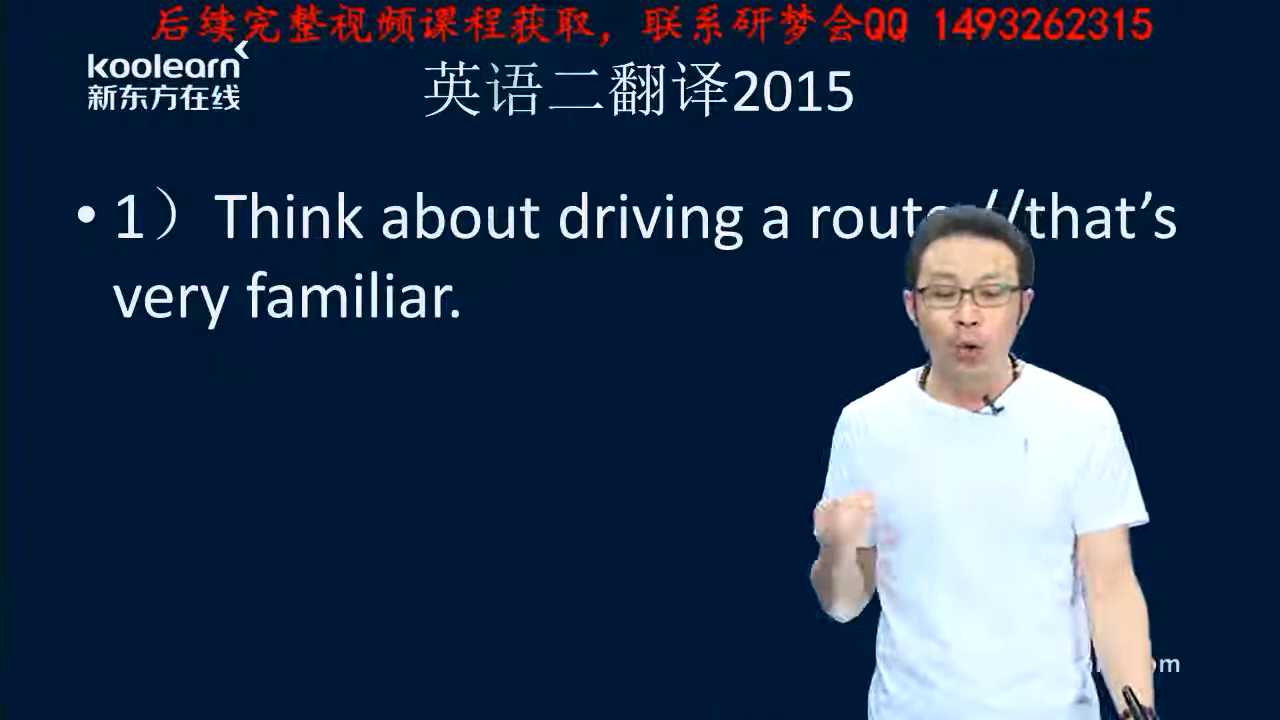 后续完整视频课程获取，联系研梦会QQ 1493262315
koolearn
新东方在线
英语二翻译2015
• 1）Think about driving a route//that’s
very familiar.